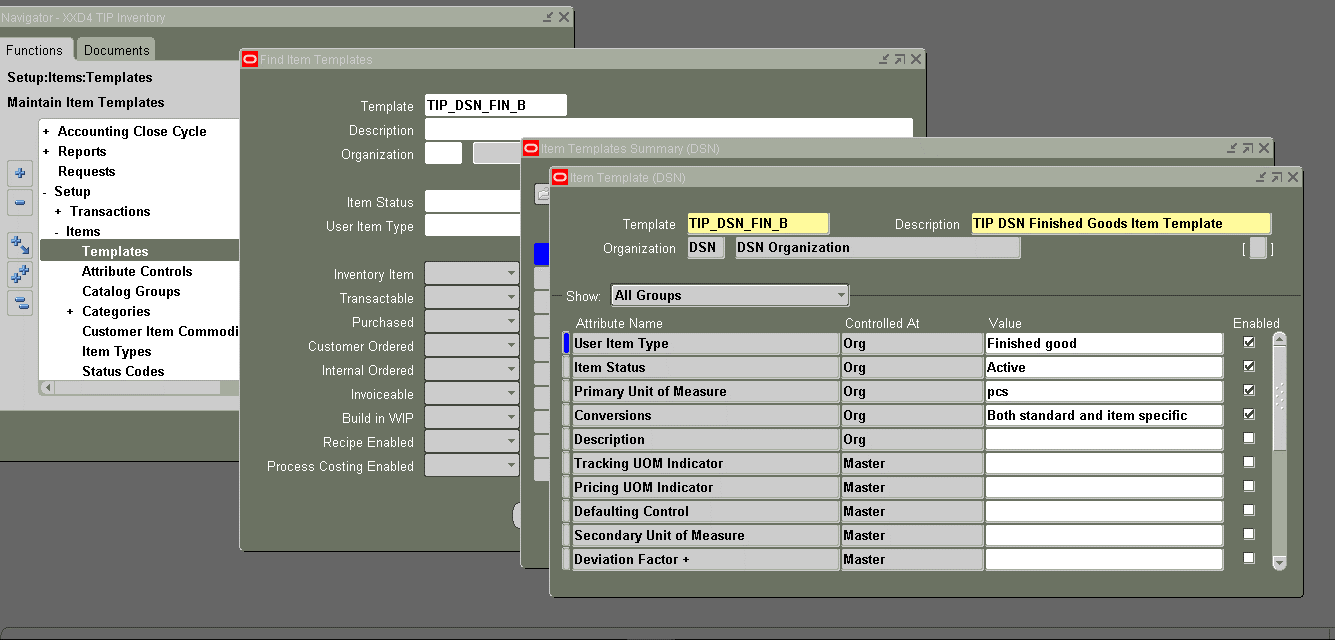 Navigator - XXD4 TIP Inventory
Functions
Documents
Setup:Items:Templates
Maintain Item Templates
+ Accounting Close Cycle
+ Reports
Requests
- Setup
+ Transactions
- Items
Templates
Attribute Controls
Catalog Groups
+ Categories
Customer Item Commodi
Item Types
Status Codes
Find Item Templates
Template TIP_DSN_FIN_B
Description
Organization
Item Status
User Item Type
Inventory Item
Transactable
Purchased
Customer Ordered
Internal Ordered
Invoiceable
Build in WIP
Recipe Enabled
Process Costing Enabled
Item Templates Summary (DSN)
Item Template (DSN)
Template TIP_DSN_FIN_B Description TIP DSN Finished Goods Item Template
Organization DSN DSN Organization [ ]
Show: All Groups
Attribute Name Controlled At Value Enabled
User Item Type Org Finished good
Item Status Org Active
Primary Unit of Measure Org pcs
Conversions Org Both standard and item specific
Description Org
Tracking UOM Indicator Master
Pricing UOM Indicator Master
Defaulting Control Master
Secondary Unit of Measure Master
Deviation Factor + Master